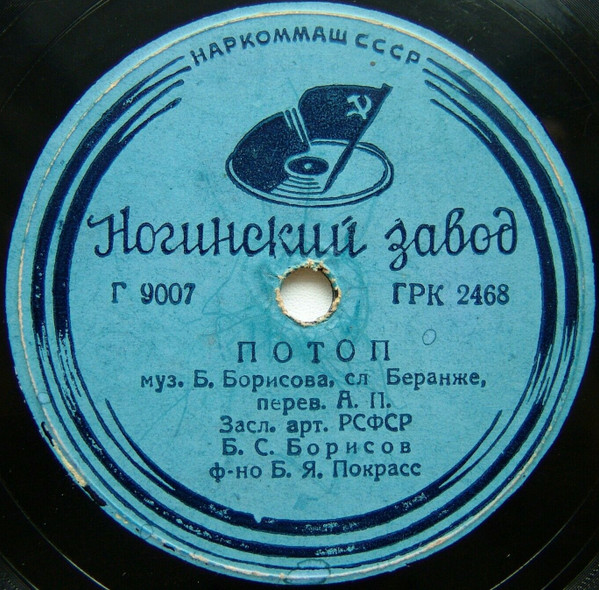 НАРКОММАШ СССР
Ногинский завод
Г 9007 ГРК 2468
ПОТОП
муз. Б. Борисова, сл Беранже,
перев. А. П.
Засл. арт. РСФСР
Б. С. Борисов
ф-но Б. Я. Покрасс